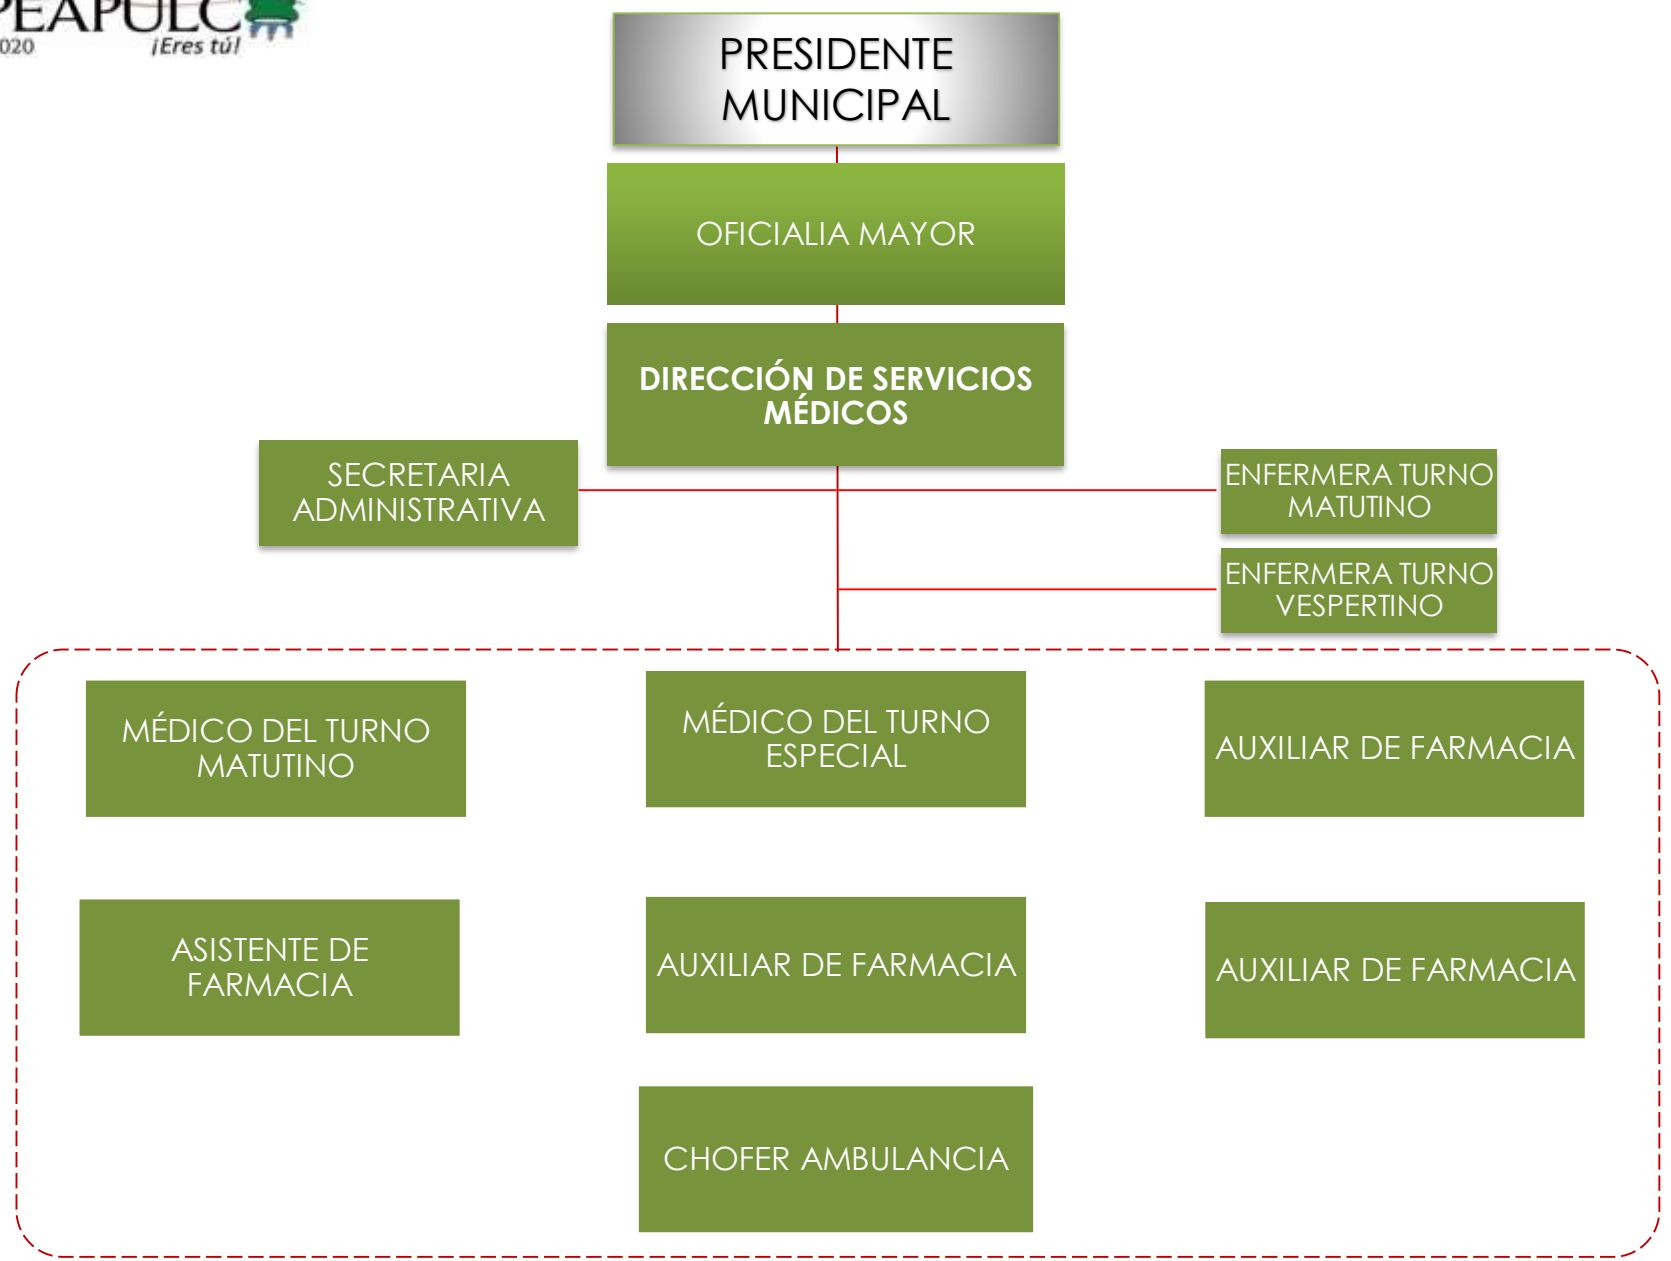 ¡Eres tú!
PRESIDENTE
MUNICIPAL
OFICIALIA MAYOR
DIRECCIÓN DE SERVICIOS
MÉDICOS
SECRETARIA
ADMINISTRATIVA
ENFERMERA TURNO
MATUTINO
ENFERMERA TURNO
VESPERTINO
MÉDICO DEL TURNO
MATUTINO
MÉDICO DEL TURNO
ESPECIAL
AUXILIAR DE FARMACIA
ASISTENTE DE
FARMACIA
AUXILIAR DE FARMACIA
AUXILIAR DE FARMACIA
CHOFER AMBULANCIA